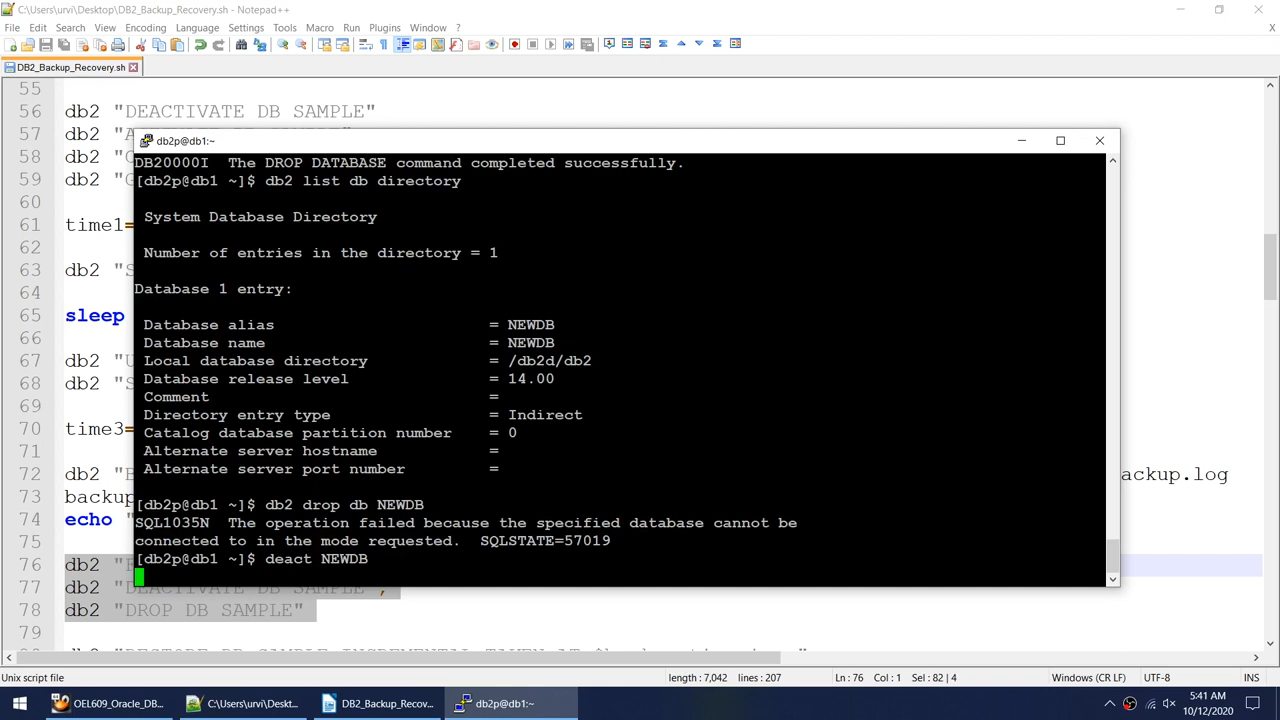 C:\Users\urvi\Desktop\DB2_Backup_Recovery.sh - Notepad++
File Edit Search View Encoding Language Settings Tools Macro Run Plugins Window ?
DB2_Backup_Recovery.sh
55
56 db2 "DEACTIVATE DB SAMPLE"
57 db2 "A
58 db2 "
59 db2 "G
60
61 time1=
62
63 db2 "S
64
65 sleep
66
67 db2 "U
68 db2 "S
69
70 time3=
71
72 db2 "B ackup.log
73 backup
74 echo "
75
76 db2 "
77 db2 "DEACTIVATE DB SAMPLE" ;
78 db2 "DROP DB SAMPLE"
79
db2p@db1:~
DB20000I  The DROP DATABASE command completed successfully.
[db2p@db1 ~]$ db2 list db directory
System Database Directory
Number of entries in the directory = 1
Database 1 entry:
Database alias = NEWDB
Database name = NEWDB
Local database directory = /db2d/db2
Database release level = 14.00
Comment =
Directory entry type = Indirect
Catalog database partition number = 0
Alternate server hostname =
Alternate server port number =
[db2p@db1 ~]$ db2 drop db NEWDB
SQL1035N  The operation failed because the specified database cannot be
connected to in the mode requested.  SQLSTATE=57019
[db2p@db1 ~]$ deact NEWDB
Unix script file length : 7,042 lines : 207 Ln : 76 Col : 1 Sel : 82 | 4 Windows (CR LF) UTF-8 INS
OEL609_Oracle_DB... C:\Users\urvi\Deskt... DB2_Backup_Recov... db2p@db1:~
5:41 AM
10/12/2020